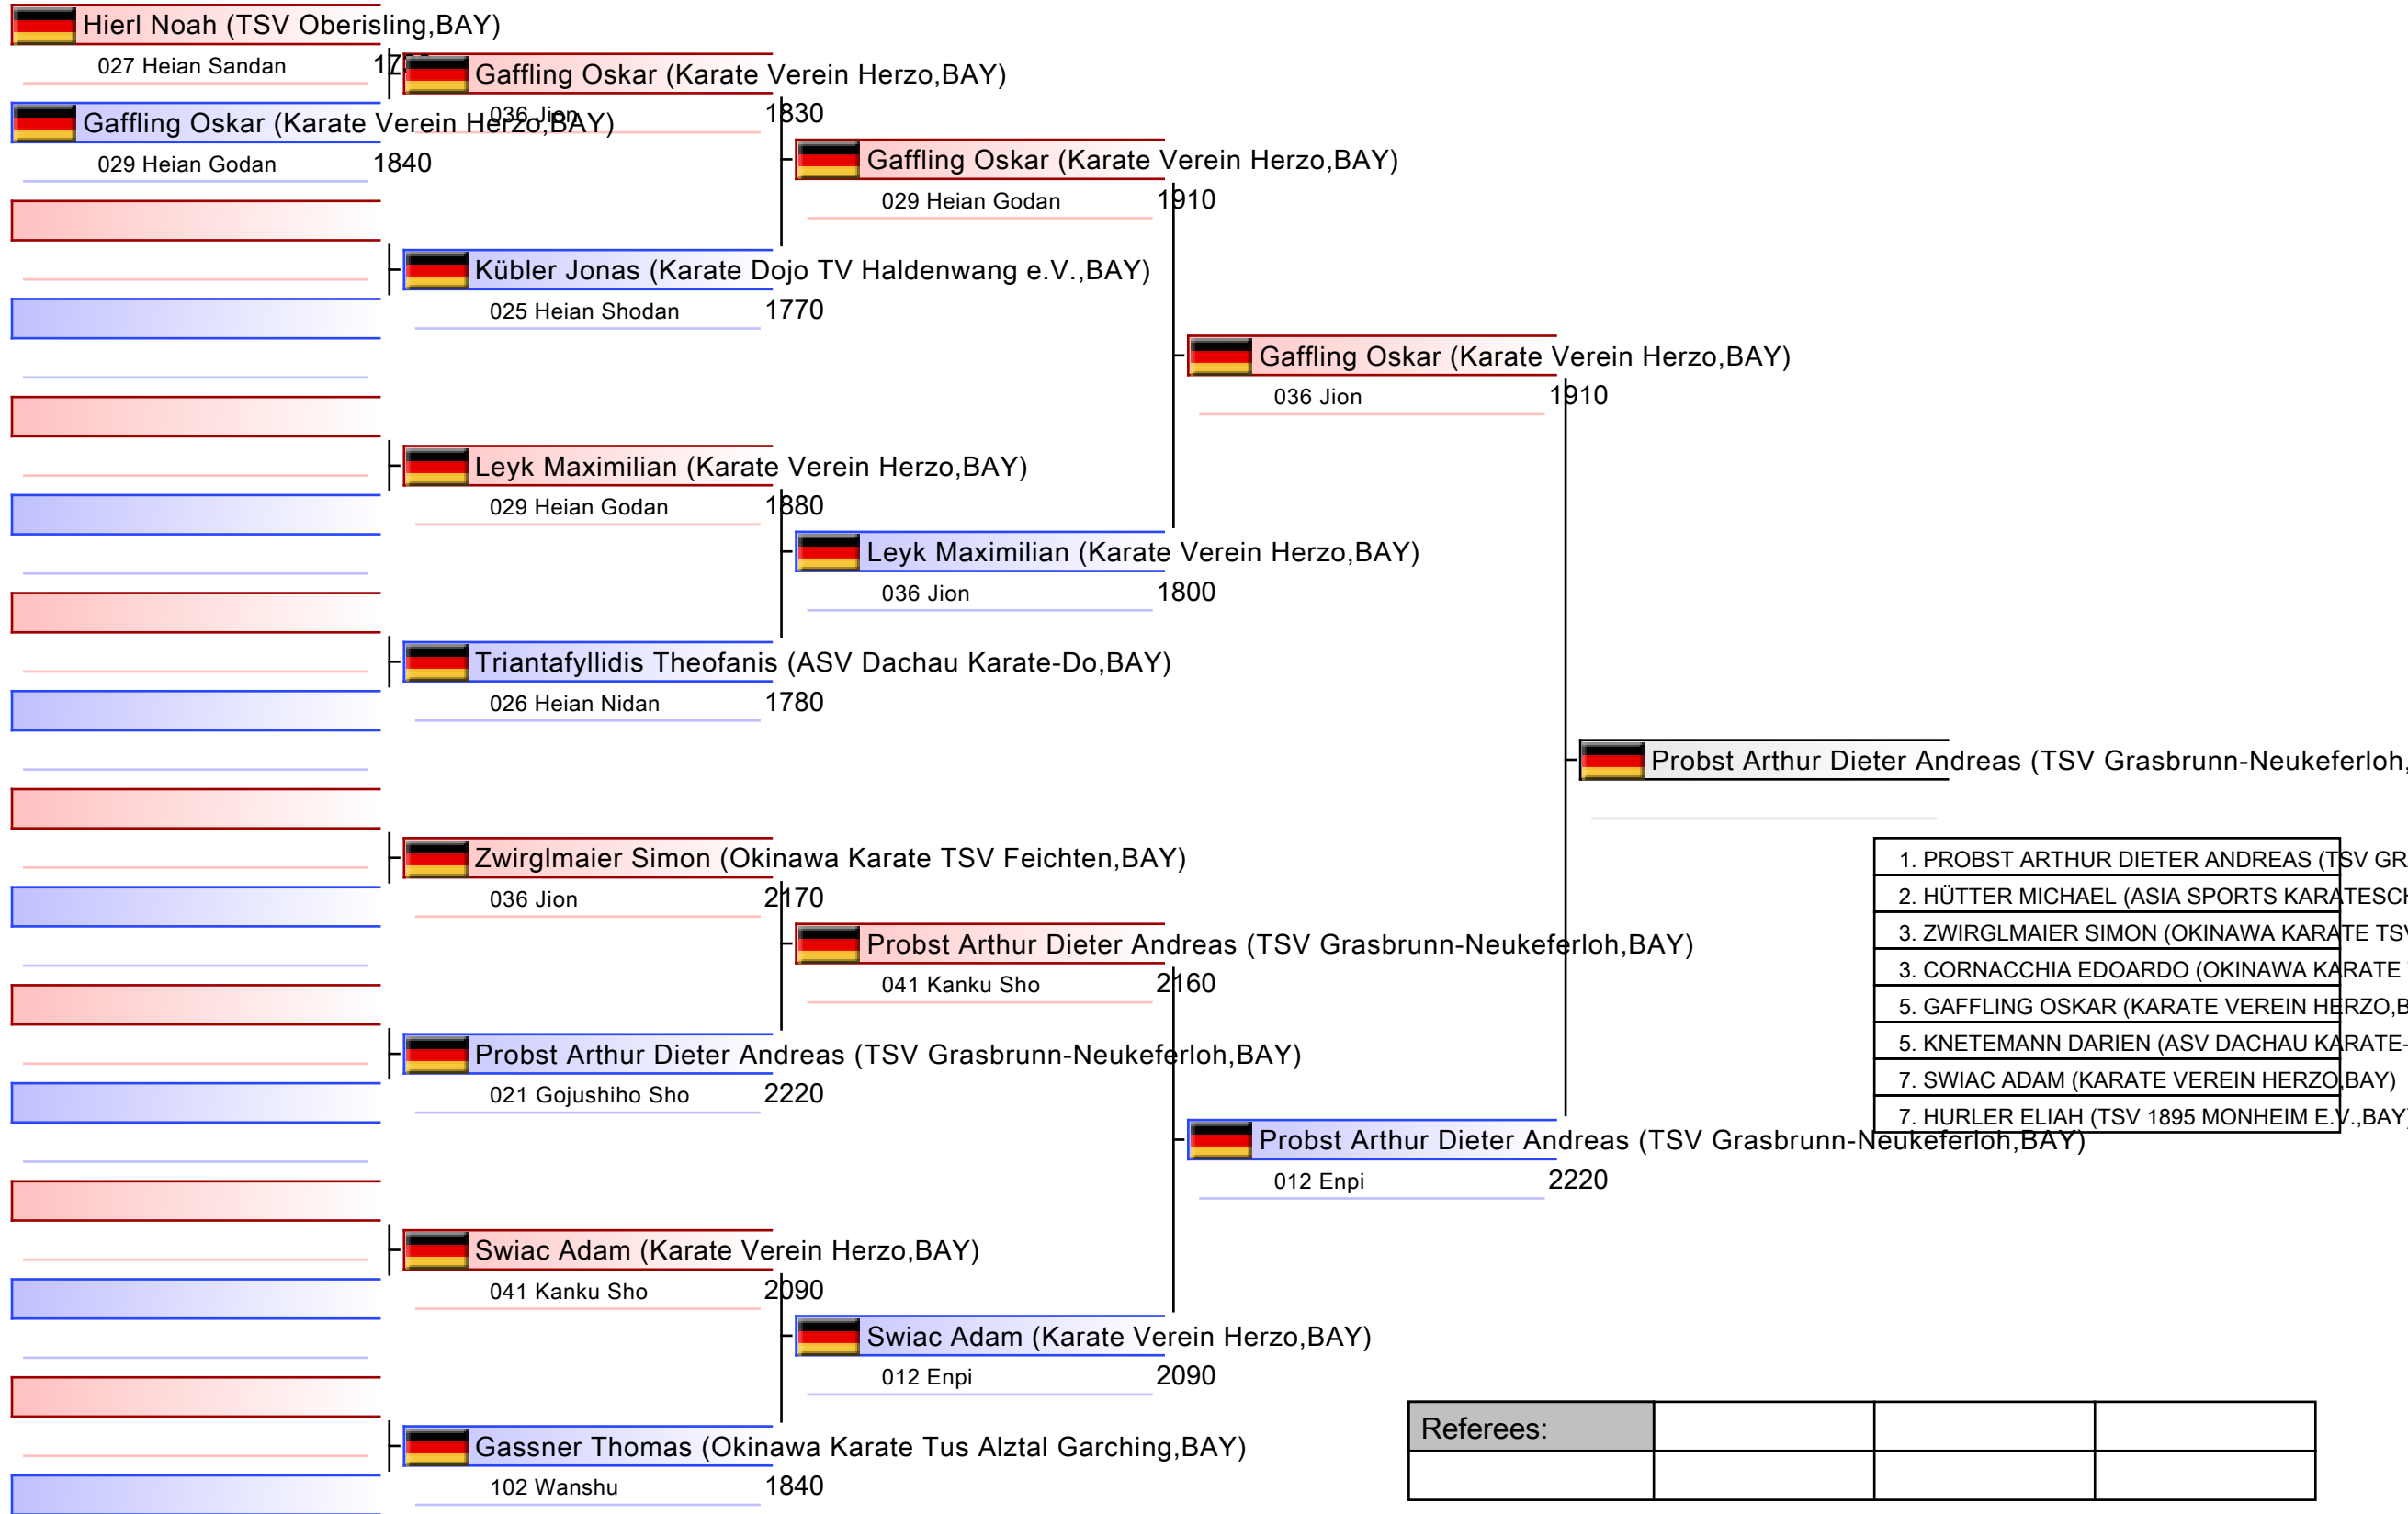 Hierl Noah (TSV Oberisling,BAY)
027 Heian Sandan
Gaffling Oskar (Karate Verein Herzo,BAY)
029 Heian Godan 1840
Gaffling Oskar (Karate Verein Herzo,BAY)
036 Jion 1830
Kübler Jonas (Karate Dojo TV Haldenwang e.V.,BAY)
025 Heian Shodan 1770
Leyk Maximilian (Karate Verein Herzo,BAY)
029 Heian Godan 1880
Triantafyllidis Theofanis (ASV Dachau Karate-Do,BAY)
026 Heian Nidan 1780
Zwirglmaier Simon (Okinawa Karate TSV Feichten,BAY)
036 Jion 2170
Probst Arthur Dieter Andreas (TSV Grasbrunn-Neukeferloh,BAY)
021 Gojushiho Sho 2220
Swiac Adam (Karate Verein Herzo,BAY)
041 Kanku Sho 2090
Gassner Thomas (Okinawa Karate Tus Alztal Garching,BAY)
102 Wanshu 1840
Gaffling Oskar (Karate Verein Herzo,BAY)
029 Heian Godan 1910
Leyk Maximilian (Karate Verein Herzo,BAY)
036 Jion 1800
Probst Arthur Dieter Andreas (TSV Grasbrunn-Neukeferloh,BAY)
041 Kanku Sho 2160
Swiac Adam (Karate Verein Herzo,BAY)
012 Enpi 2090
Gaffling Oskar (Karate Verein Herzo,BAY)
036 Jion 1910
Probst Arthur Dieter Andreas (TSV Grasbrunn-Neukeferloh,BAY)
012 Enpi 2220
Probst Arthur Dieter Andreas (TSV Grasbrunn-Neukeferloh,
1. PROBST ARTHUR DIETER ANDREAS (TSV GR
2. HÜTTER MICHAEL (ASIA SPORTS KARATESCH
3. ZWIRGLMAIER SIMON (OKINAWA KARATE TSV
3. CORNACCHIA EDOARDO (OKINAWA KARATE
5. GAFFLING OSKAR (KARATE VEREIN HERZO,B
5. KNETEMANN DARIEN (ASV DACHAU KARATE-
7. SWIAC ADAM (KARATE VEREIN HERZO,BAY)
7. HURLER ELIAH (TSV 1895 MONHEIM E.V.,BAY)
Referees: